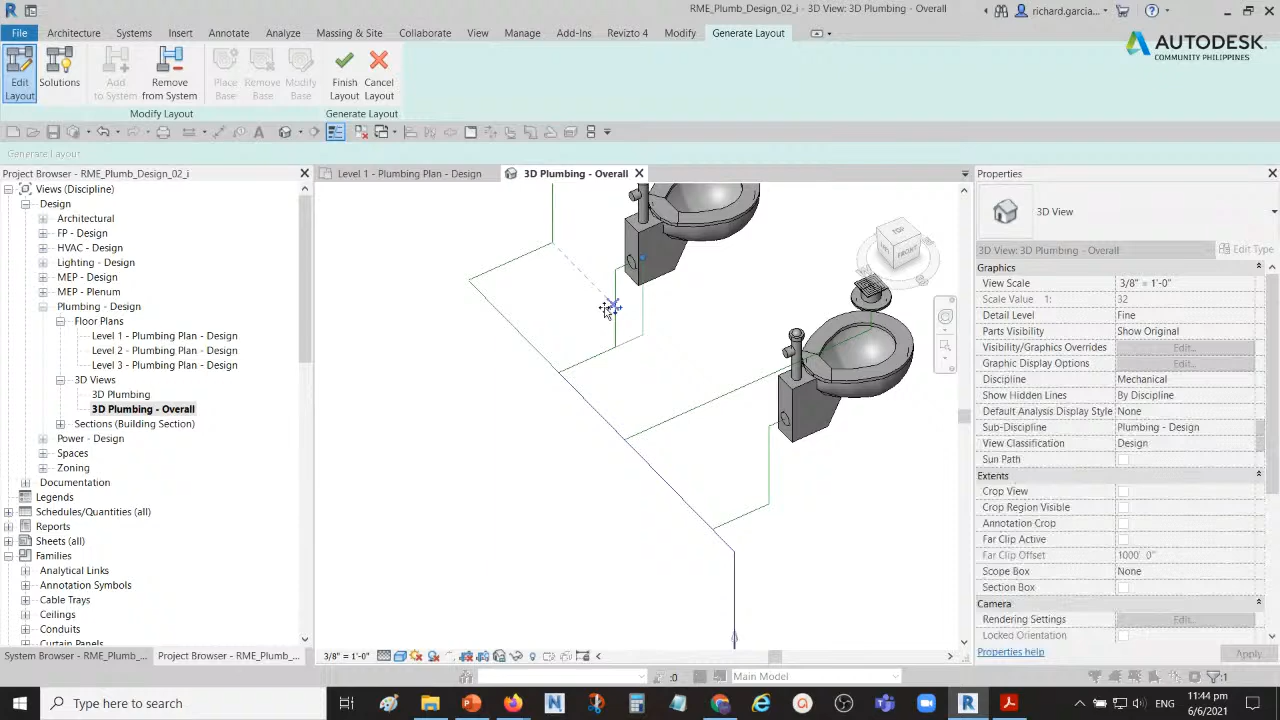 RME_Plumb_Design_02_i - 3D View: 3D Plumbing - Overall
richard.garcia...
File Architecture Systems Insert Annotate Analyze Massing & Site Collaborate View Manage Add-Ins Revizto 4 Modify Generate Layout
AUTODESK
COMMUNITY PHILIPPINES
Edit Layout
Solutions
Add to System
Remove from System
Place Base
Remove Base
Modify Base
Finish Layout
Cancel Layout
Modify Layout
Generate Layout
Generate Layout
Project Browser - RME_Plumb_Design_02_i
Views (Discipline)
Design
Architectural
FP - Design
HVAC - Design
Lighting - Design
MEP - Design
MEP - Plenum
Plumbing - Design
Floor Plans
Level 1 - Plumbing Plan - Design
Level 2 - Plumbing Plan - Design
Level 3 - Plumbing Plan - Design
3D Views
3D Plumbing
3D Plumbing - Overall
Sections (Building Section)
Power - Design
Spaces
Zoning
Documentation
Legends
Schedules/Quantities (all)
Reports
Sheets (all)
Families
Analytical Links
Annotation Symbols
Cable Trays
Ceilings
Conduits
Curtain Panels
System Browser - RME_Plumb_...
Project Browser - RME_Plumb_...
Level 1 - Plumbing Plan - Design
3D Plumbing - Overall
TOP
FRONT
3/8" = 1'-0"
:0
Main Model
:1
Properties
3D View
3D View: 3D Plumbing - Overall
Edit Type
Graphics
View Scale 3/8" = 1'-0"
Scale Value 1: 32
Detail Level Fine
Parts Visibility Show Original
Visibility/Graphics Overrides Edit...
Graphic Display Options Edit...
Discipline Mechanical
Show Hidden Lines By Discipline
Default Analysis Display Style None
Sub-Discipline Plumbing - Design
View Classification Design
Sun Path
Extents
Crop View
Crop Region Visible
Annotation Crop
Far Clip Active
Far Clip Offset 1000' 0"
Scope Box None
Section Box
Camera
Rendering Settings Edit...
Locked Orientation
Properties help
Apply
Type here to search
ENG
11:44 pm
6/6/2021